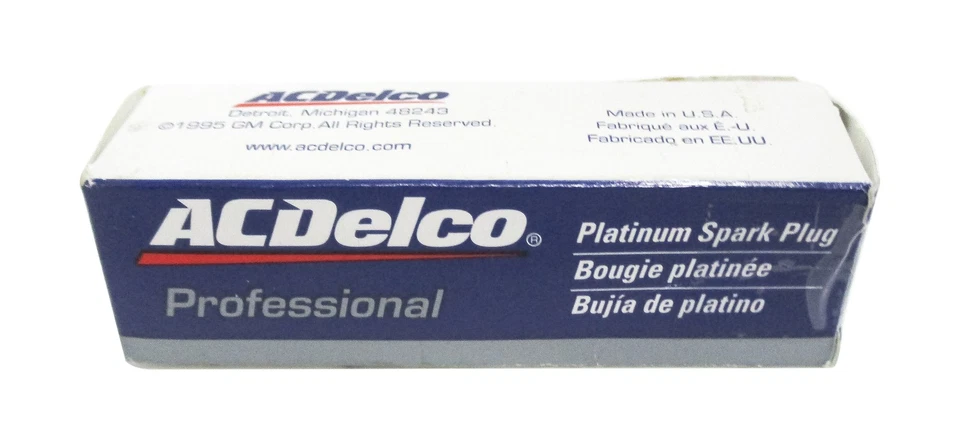 ACDelco
Detroit, Michigan 48243
©1995 GM Corp. All Rights Reserved.
www.acdelco.com
Made in U.S.A.
Fabriqué aux É.-U.
Fabricado en EE.UU.
ACDelco®
Professional
Platinum Spark Plug
Bougie platinée
Bujía de platino